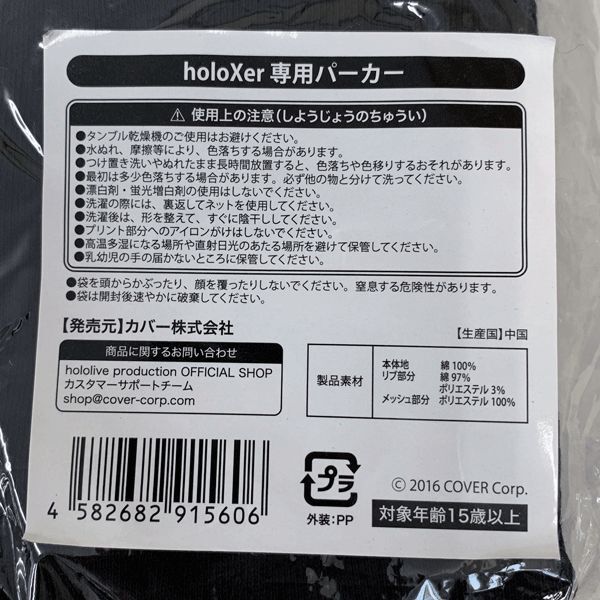 holoXer 専用パーカー
⚠ 使用上の注意（しようじょうのちゅうい）
●タンブル乾燥機のご使用はお避けください。
●水ぬれ、摩擦等により、色落ちする場合があります。
●つけ置き洗いやぬれたまま長時間放置すると、色落ちや色移りするおそれがあります。
●最初は多少色落ちする場合があります。必ず他の物と分けて洗ってください。
●漂白剤・蛍光増白剤の使用はしないでください。
●洗濯の際には、裏返してネットを使用してください。
●洗濯後は、形を整えて、すぐに陰干ししてください。
●プリント部分へのアイロンがけはしないでください。
●高温多湿になる場所や直射日光のあたる場所を避けて保管してください。
●乳幼児の手の届かないところに保管してください。
●袋を頭からかぶったり、顔を覆ったりしないでください。窒息する危険性があります。
●袋は開封後速やかに破棄してください。
【発売元】カバー株式会社
【生産国】中国
商品に関するお問い合わせ
hololive production OFFICIAL SHOP
カスタマーサポートチーム
shop@cover-corp.com
製品素材
本体地 綿 100%
リブ部分 綿 97%
ポリエステル 3%
メッシュ部分 ポリエステル 100%
4 582682 915606
プラ
外装：PP
© 2016 COVER Corp.
対象年齢15歳以上